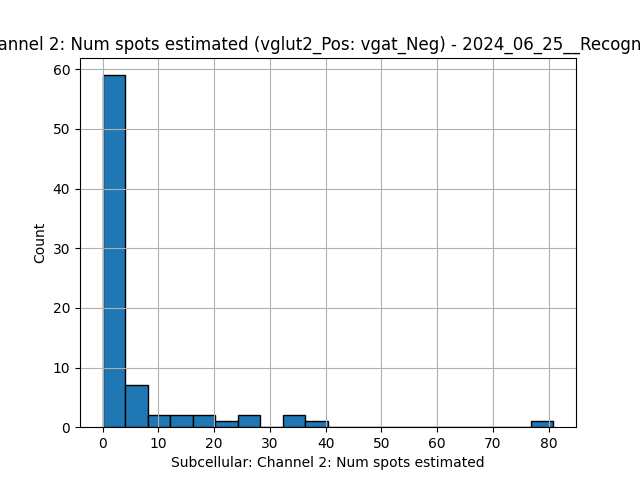 annel 2: Num spots estimated (vglut2_Pos: vgat_Neg) - 2024_06_25__Recogn
60
50
40
30
20
10
0
Count
0 10 20 30 40 50 60 70 80
Subcellular: Channel 2: Num spots estimated